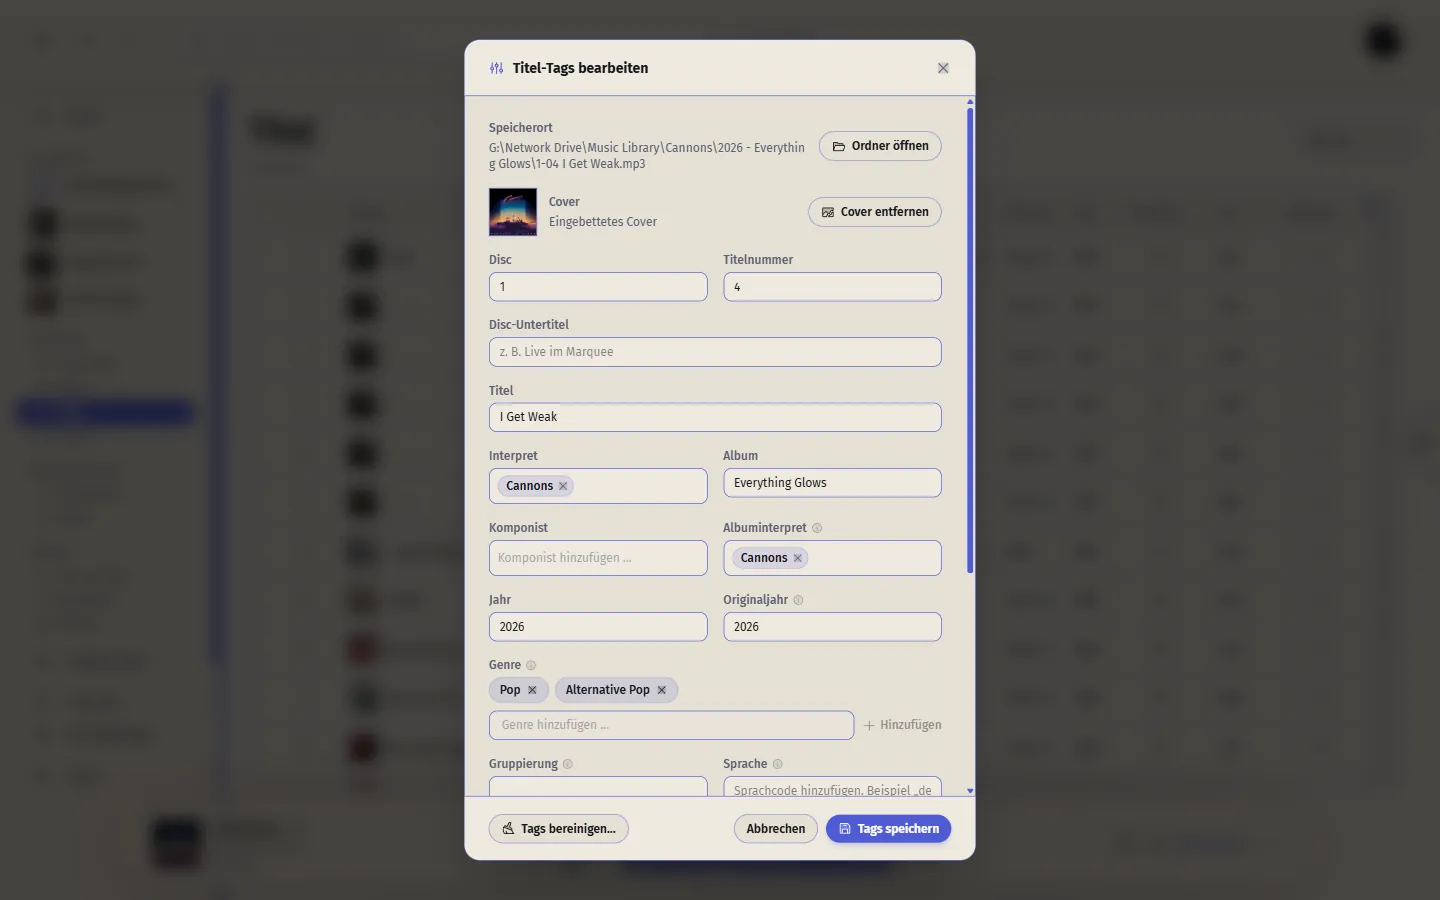 Titel-Tags bearbeiten
Speicherort
G:\Network Drive\Music Library\Cannons\2026 - Everythin
g Glows\1-04 I Get Weak.mp3
Ordner öffnen
Cover
Eingebettetes Cover
Cover entfernen
Disc
Titelnummer
1
4
Disc-Untertitel
z. B. Live im Marquee
Titel
I Get Weak
Interpret
Album
Cannons
Everything Glows
Komponist
Albuminterpret
Komponist hinzufügen ...
Cannons
Jahr
Originaljahr
2026
2026
Genre
Pop
Alternative Pop
Genre hinzufügen ...
Hinzufügen
Gruppierung
Sprache
Sprachcode hinzufügen. Beispiel „de
Tags bereinigen...
Abbrechen
Tags speichern